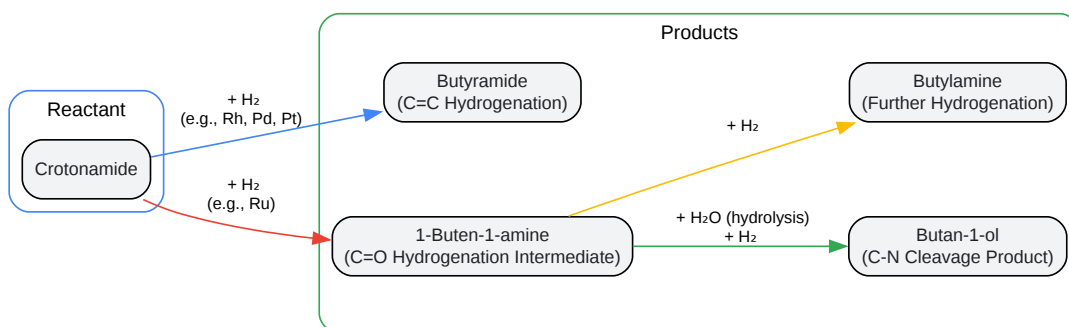 Products
Reactant
Crotonamide
+ H₂
(e.g., Rh, Pd, Pt)
Butyramide
(C=C Hydrogenation)
Butylamine
(Further Hydrogenation)
+ H₂
+ H₂
(e.g., Ru)
1-Buten-1-amine
(C=O Hydrogenation Intermediate)
+ H₂O (hydrolysis)
+ H₂
Butan-1-ol
(C-N Cleavage Product)